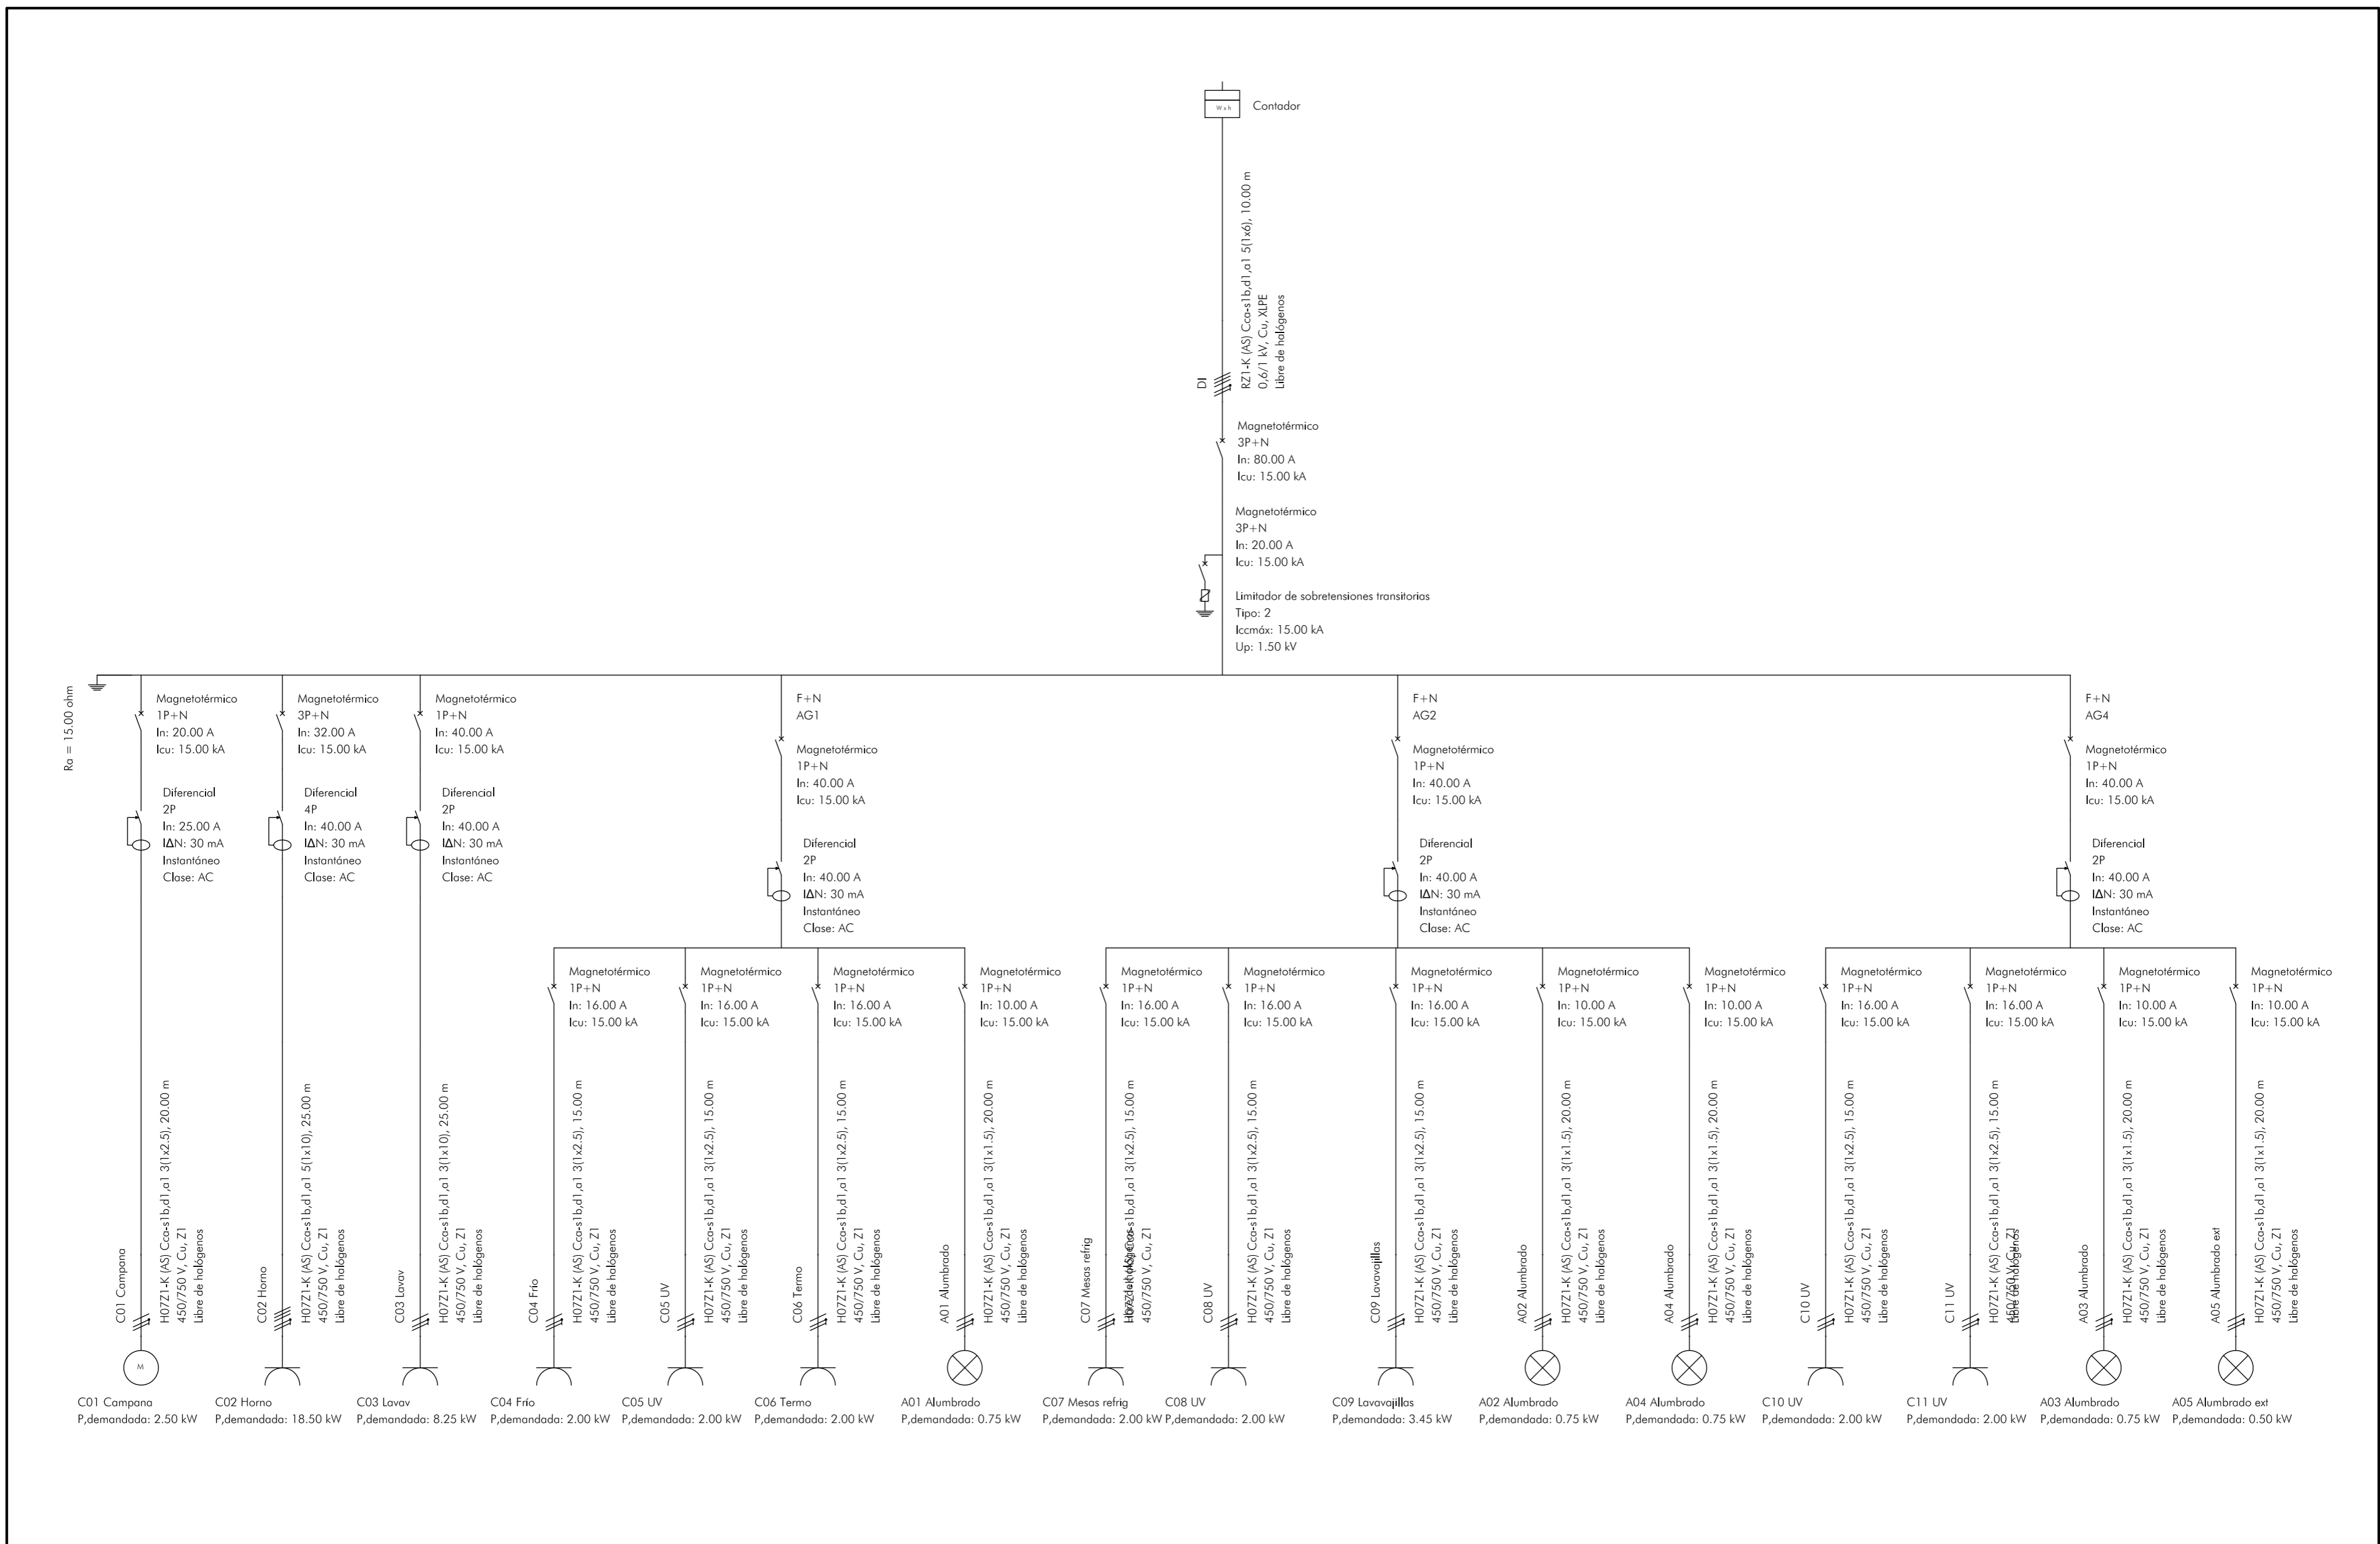 W x h
Contador
DI
RZ1-K (AS) Cca-s1b,d1,a1 5(1x6), 10.00 m
0,6/1 kV, Cu, XLPE
Libre de halógenos
Magnetotérmico
3P+N
In: 80.00 A
Icu: 15.00 kA
Magnetotérmico
3P+N
In: 20.00 A
Icu: 15.00 kA
Limitador de sobretensiones transitorias
Tipo: 2
Iccmáx: 15.00 kA
Up: 1.50 kV
Ra = 15.00 ohm
Magnetotérmico
1P+N
In: 20.00 A
Icu: 15.00 kA
Diferencial
2P
In: 25.00 A
IΔN: 30 mA
Instantáneo
Clase: AC
C01 Campana
H07Z1-K (AS) Cca-s1b,d1,a1 3(1x2.5), 20.00 m
450/750 V, Cu, Z1
Libre de halógenos
M
C01 Campana
P,demandada: 2.50 kW
Magnetotérmico
3P+N
In: 32.00 A
Icu: 15.00 kA
Diferencial
4P
In: 40.00 A
IΔN: 30 mA
Instantáneo
Clase: AC
C02 Horno
H07Z1-K (AS) Cca-s1b,d1,a1 5(1x10), 25.00 m
450/750 V, Cu, Z1
Libre de halógenos
C02 Horno
P,demandada: 18.50 kW
Magnetotérmico
1P+N
In: 40.00 A
Icu: 15.00 kA
Diferencial
2P
In: 40.00 A
IΔN: 30 mA
Instantáneo
Clase: AC
C03 Lavav
H07Z1-K (AS) Cca-s1b,d1,a1 3(1x10), 25.00 m
450/750 V, Cu, Z1
Libre de halógenos
C03 Lavav
P,demandada: 8.25 kW
F+N
AG1
Magnetotérmico
1P+N
In: 40.00 A
Icu: 15.00 kA
Diferencial
2P
In: 40.00 A
IΔN: 30 mA
Instantáneo
Clase: AC
Magnetotérmico
1P+N
In: 16.00 A
Icu: 15.00 kA
C04 Frío
H07Z1-K (AS) Cca-s1b,d1,a1 3(1x2.5), 15.00 m
450/750 V, Cu, Z1
Libre de halógenos
C04 Frío
P,demandada: 2.00 kW
Magnetotérmico
1P+N
In: 16.00 A
Icu: 15.00 kA
C05 UV
H07Z1-K (AS) Cca-s1b,d1,a1 3(1x2.5), 15.00 m
450/750 V, Cu, Z1
Libre de halógenos
C05 UV
P,demandada: 2.00 kW
Magnetotérmico
1P+N
In: 16.00 A
Icu: 15.00 kA
C06 Termo
H07Z1-K (AS) Cca-s1b,d1,a1 3(1x2.5), 15.00 m
450/750 V, Cu, Z1
Libre de halógenos
C06 Termo
P,demandada: 2.00 kW
Magnetotérmico
1P+N
In: 10.00 A
Icu: 15.00 kA
A01 Alumbrado
H07Z1-K (AS) Cca-s1b,d1,a1 3(1x1.5), 20.00 m
450/750 V, Cu, Z1
Libre de halógenos
A01 Alumbrado
P,demandada: 0.75 kW
F+N
AG2
Magnetotérmico
1P+N
In: 40.00 A
Icu: 15.00 kA
Diferencial
2P
In: 40.00 A
IΔN: 30 mA
Instantáneo
Clase: AC
Magnetotérmico
1P+N
In: 16.00 A
Icu: 15.00 kA
C07 Mesas refrig
H07Z1-K (AS) Cca-s1b,d1,a1 3(1x2.5), 15.00 m
450/750 V, Cu, Z1
Libre de halógenos
C07 Mesas refrig
P,demandada: 2.00 kW
Magnetotérmico
1P+N
In: 16.00 A
Icu: 15.00 kA
C08 UV
H07Z1-K (AS) Cca-s1b,d1,a1 3(1x2.5), 15.00 m
450/750 V, Cu, Z1
Libre de halógenos
C08 UV
P,demandada: 2.00 kW
Magnetotérmico
1P+N
In: 16.00 A
Icu: 15.00 kA
C09 Lavavajillas
H07Z1-K (AS) Cca-s1b,d1,a1 3(1x2.5), 15.00 m
450/750 V, Cu, Z1
Libre de halógenos
C09 Lavavajillas
P,demandada: 3.45 kW
Magnetotérmico
1P+N
In: 10.00 A
Icu: 15.00 kA
A02 Alumbrado
H07Z1-K (AS) Cca-s1b,d1,a1 3(1x1.5), 20.00 m
450/750 V, Cu, Z1
Libre de halógenos
A02 Alumbrado
P,demandada: 0.75 kW
Magnetotérmico
1P+N
In: 10.00 A
Icu: 15.00 kA
A04 Alumbrado
H07Z1-K (AS) Cca-s1b,d1,a1 3(1x1.5), 20.00 m
450/750 V, Cu, Z1
Libre de halógenos
A04 Alumbrado
P,demandada: 0.75 kW
F+N
AG4
Magnetotérmico
1P+N
In: 40.00 A
Icu: 15.00 kA
Diferencial
2P
In: 40.00 A
IΔN: 30 mA
Instantáneo
Clase: AC
Magnetotérmico
1P+N
In: 16.00 A
Icu: 15.00 kA
C10 UV
H07Z1-K (AS) Cca-s1b,d1,a1 3(1x2.5), 15.00 m
450/750 V, Cu, Z1
Libre de halógenos
C10 UV
P,demandada: 2.00 kW
Magnetotérmico
1P+N
In: 16.00 A
Icu: 15.00 kA
C11 UV
H07Z1-K (AS) Cca-s1b,d1,a1 3(1x2.5), 15.00 m
450/750 V, Cu, Z1
Libre de halógenos
C11 UV
P,demandada: 2.00 kW
Magnetotérmico
1P+N
In: 10.00 A
Icu: 15.00 kA
A03 Alumbrado
H07Z1-K (AS) Cca-s1b,d1,a1 3(1x1.5), 20.00 m
450/750 V, Cu, Z1
Libre de halógenos
A03 Alumbrado
P,demandada: 0.75 kW
Magnetotérmico
1P+N
In: 10.00 A
Icu: 15.00 kA
A05 Alumbrado ext
H07Z1-K (AS) Cca-s1b,d1,a1 3(1x1.5), 20.00 m
450/750 V, Cu, Z1
Libre de halógenos
A05 Alumbrado ext
P,demandada: 0.50 kW